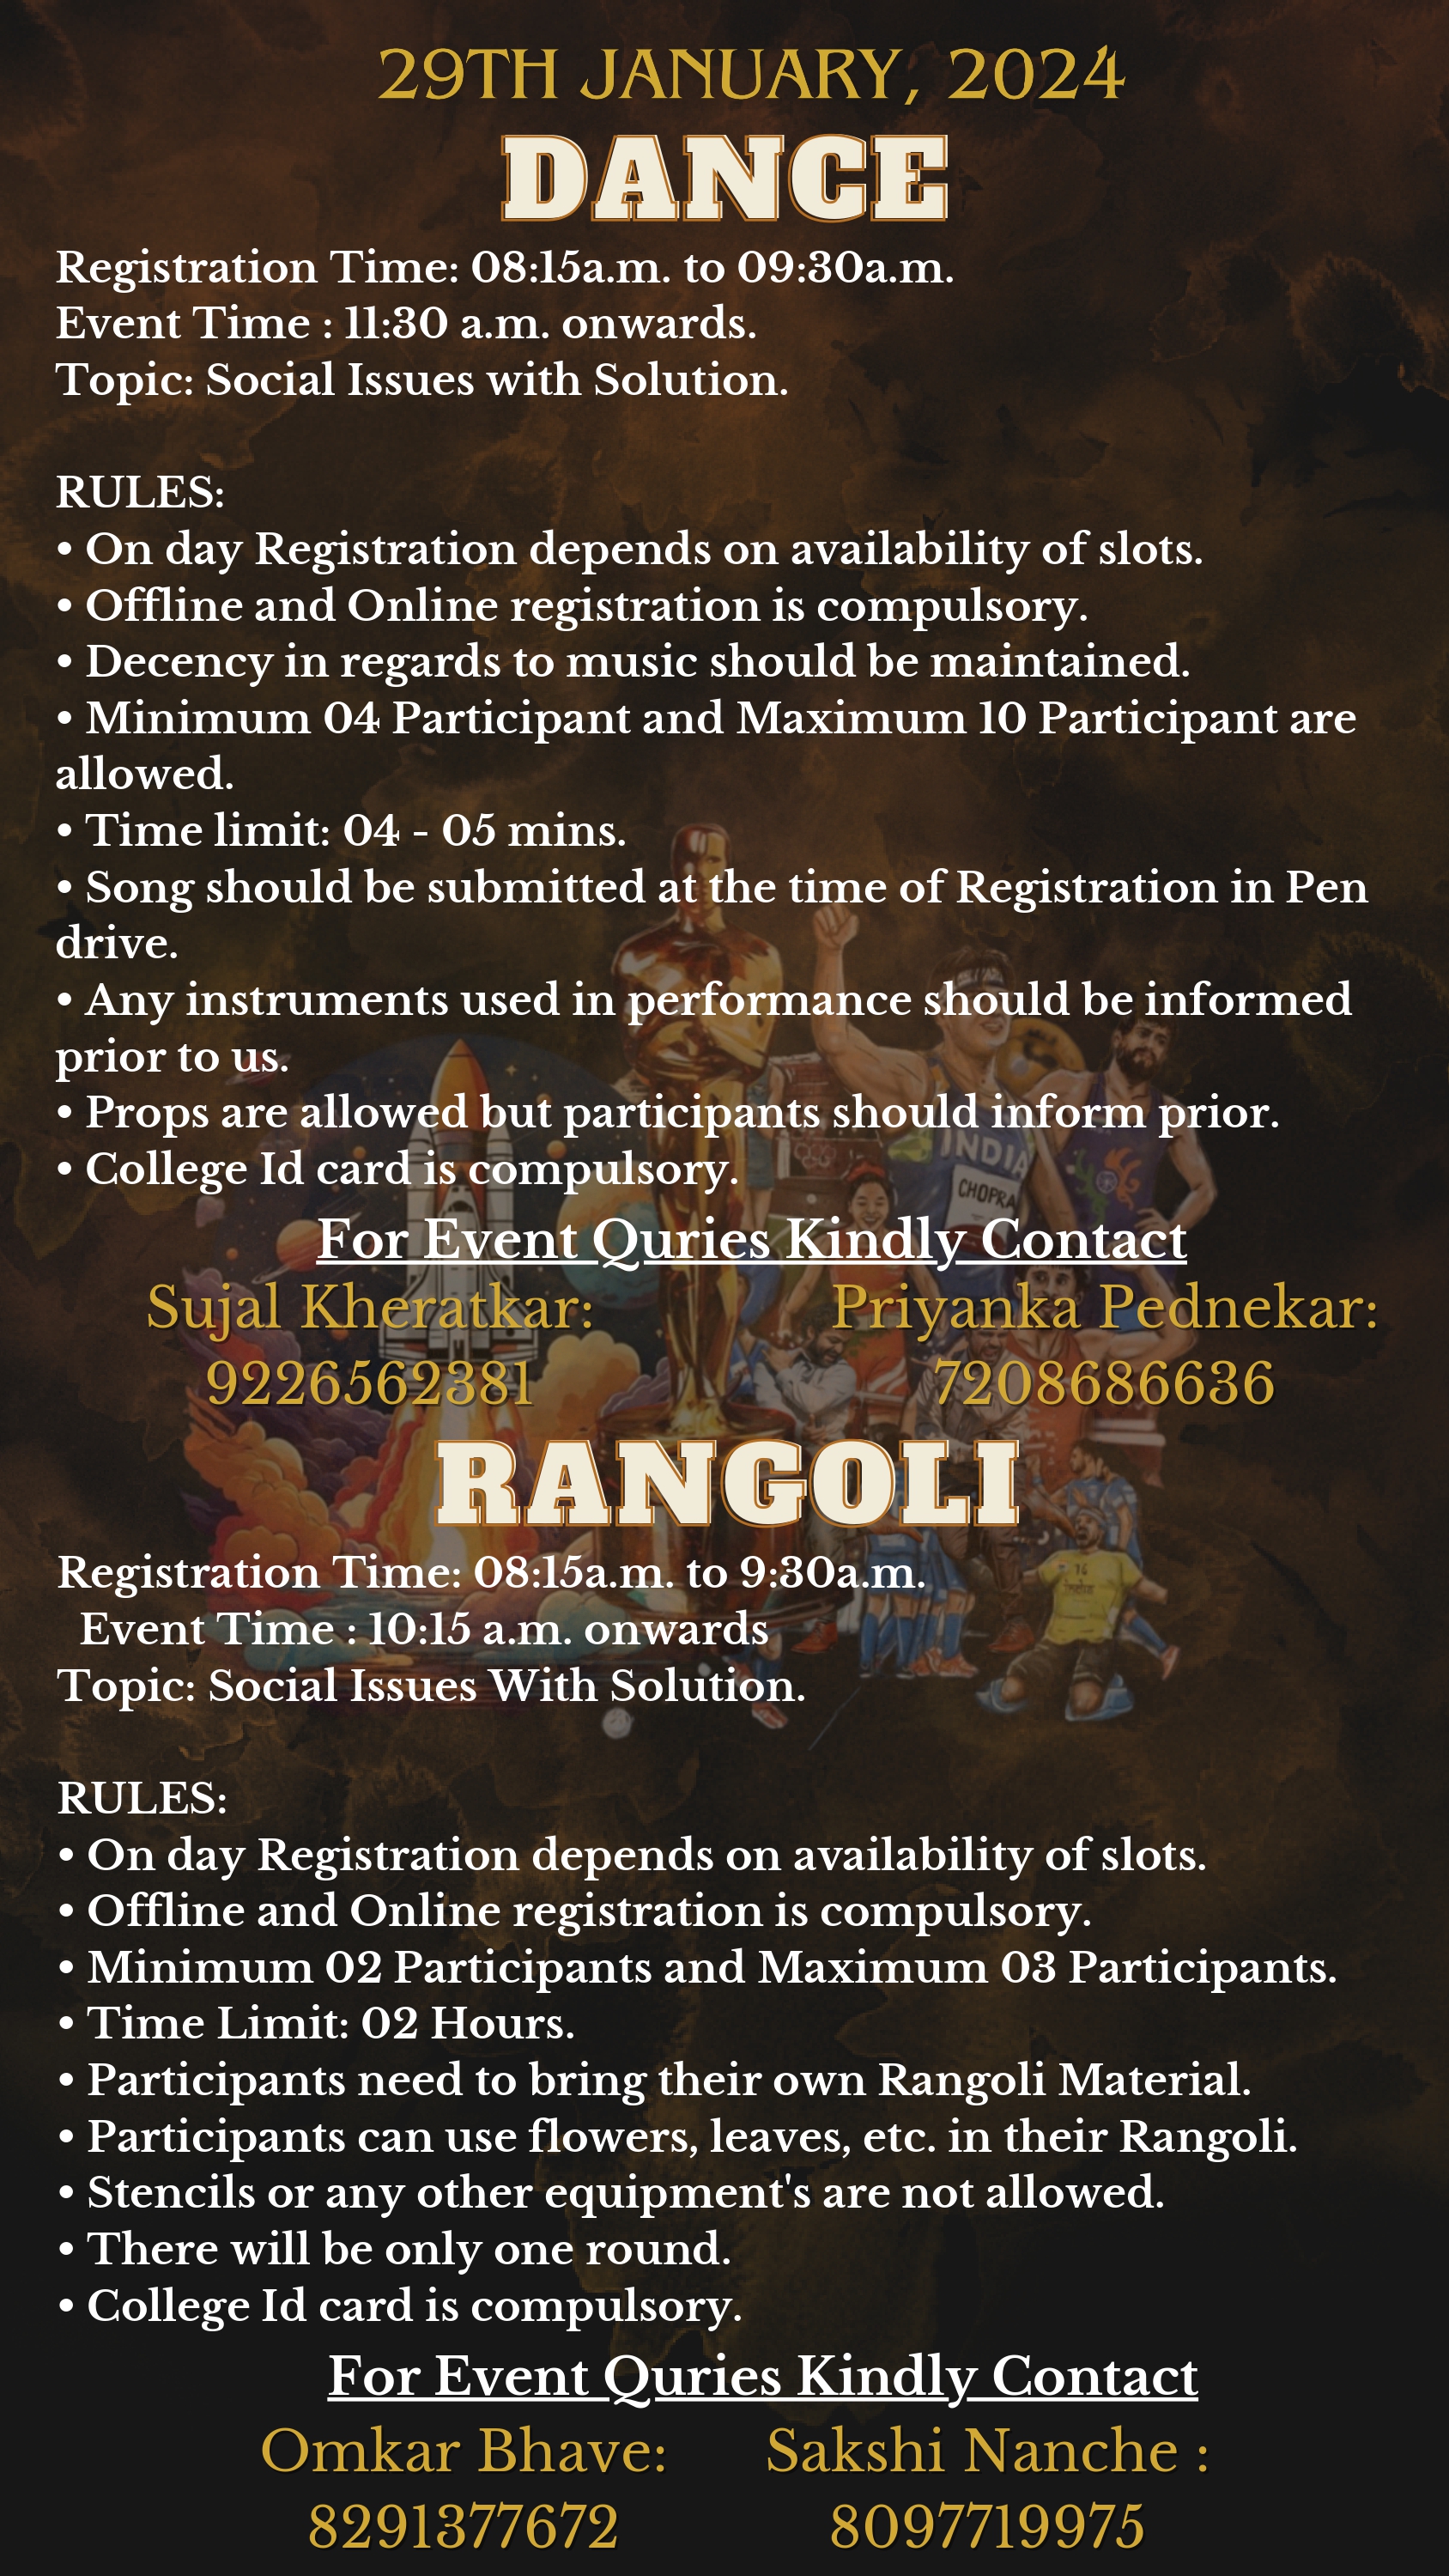 29TH JANUARY, 2024
DANCE
Registration Time: 08:15a.m. to 09:30a.m.
Event Time : 11:30 a.m. onwards.
Topic: Social Issues with Solution.
RULES:
• On day Registration depends on availability of slots.
• Offline and Online registration is compulsory.
• Decency in regards to music should be maintained.
• Minimum 04 Participant and Maximum 10 Participant are
allowed.
• Time limit: 04 - 05 mins.
• Song should be submitted at the time of Registration in Pen
drive.
• Any instruments used in performance should be informed
prior to us.
• Props are allowed but participants should inform prior.
• College Id card is compulsory.
INDIA
CHOPRA
For Event Quries Kindly Contact
Sujal Kheratkar: Priyanka Pednekar:
9226562381 7208686636
RANGOLI
Registration Time: 08:15a.m. to 9:30a.m.
Event Time : 10:15 a.m. onwards
Topic: Social Issues With Solution.
RULES:
• On day Registration depends on availability of slots.
• Offline and Online registration is compulsory.
• Minimum 02 Participants and Maximum 03 Participants.
• Time Limit: 02 Hours.
• Participants need to bring their own Rangoli Material.
• Participants can use flowers, leaves, etc. in their Rangoli.
• Stencils or any other equipment's are not allowed.
• There will be only one round.
• College Id card is compulsory.
For Event Quries Kindly Contact
Omkar Bhave: Sakshi Nanche :
8291377672 8097719975